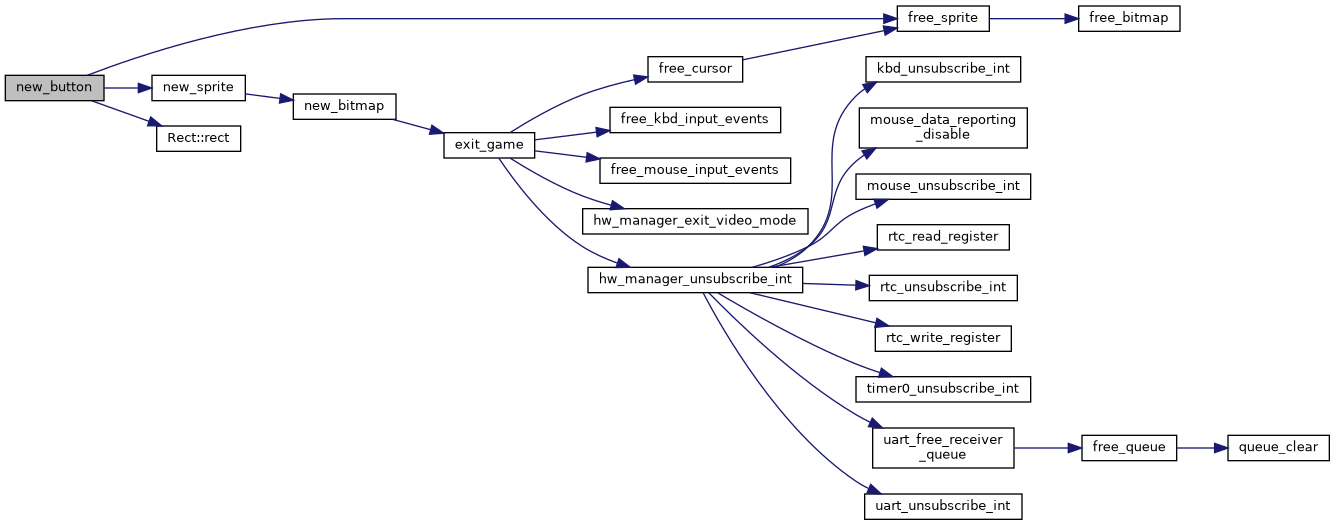 new_button
free_sprite
free_bitmap
new_sprite
Rect::rect
new_bitmap
exit_game
free_cursor
free_kbd_input_events
free_mouse_input_events
hw_manager_exit_video_mode
hw_manager_unsubscribe_int
kbd_unsubscribe_int
mouse_data_reporting
_disable
mouse_unsubscribe_int
rtc_read_register
rtc_unsubscribe_int
rtc_write_register
timer0_unsubscribe_int
uart_free_receiver
_queue
free_queue
queue_clear
uart_unsubscribe_int